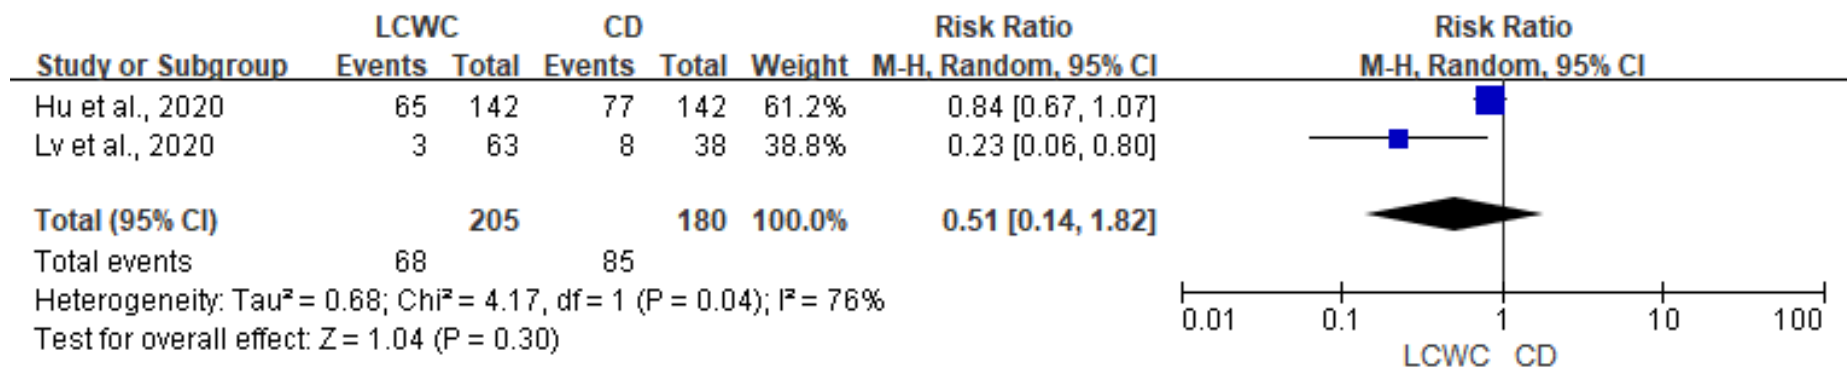 LCWC CD Risk Ratio Risk Ratio
Study or Subgroup Events Total Events Total Weight M-H, Random, 95% CI M-H, Random, 95% CI
Hu et al., 2020 65 142 77 142 61.2% 0.84 [0.67, 1.07]
Lv et al., 2020 3 63 8 38 38.8% 0.23 [0.06, 0.80]
Total (95% CI) 205 180 100.0% 0.51 [0.14, 1.82]
Total events 68 85
Heterogeneity: Tau² = 0.68; Chi² = 4.17, df = 1 (P = 0.04); I² = 76%
Test for overall effect: Z = 1.04 (P = 0.30)
0.01 0.1 1 10 100
LCWC CD